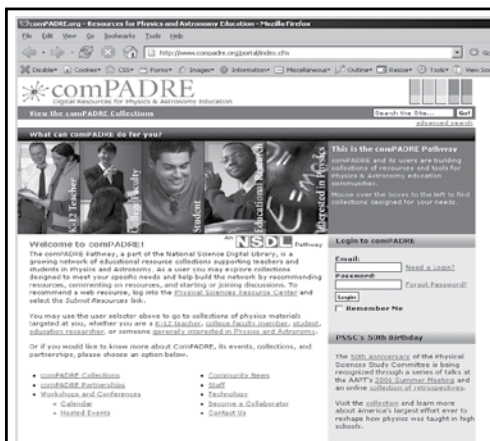 comPADRE.org - Resources for Physics and Astronomy Education - Mozilla Firefox
File Edit View Go Bookmarks Tools Help
http://www.compadre.org/portal/index.cfm
Disable Cookies CSS Forms Images Information Miscellaneous Outline Resize Tools View Sou
comPADRE
Digital Resources for Physics & Astronomy Education
View the comPADRE Collections
Search the Site... Go!
advanced search
What can comPADRE do for you?
K-12 Teacher
College Faculty
Student
Educational Research
Interested in Physics
This is the comPADRE Pathway
comPADRE and its users are building
collections of resources and tools for
Physics & Astronomy education
communities.
Mouse over the boxes to the left to find
collections designed for your needs.
An NSDL Pathway
Welcome to comPADRE!
The comPADRE Pathway, a part of the National Science Digital Library, is a
growing network of educational resource collections supporting teachers and
students in Physics and Astronomy. As a user you may explore collections
designed to meet your specific needs and help build the network by recommending
resources, commenting on resources, and starting or joining discussions. To
recommend a web resource, log into the Physical Sciences Resource Center and
select the Submit Resources link.
You may use the user selector above to go to collections of physics materials
targeted at you, whether you are a K-12 teacher, college faculty member, student,
education researcher, or someone generally interested in Physics and Astronomy.
Or if you would like to know more about ComPADRE, its events, collections, and
partnerships, please choose an option below.
comPADRE Collections
comPADRE Partnerships
Workshops and Conferences
Calendar
Hosted Events
Community News
Staff
Technology
Become a Collaborator
Contact Us
Login to comPADRE
Email:
Need a Login?
Password:
Forgot Password!
Login
Remember Me
PSSC's 50th Birthday
The 50th anniversary of the Physical
Sciences Study Committee is being
recognized through a series of talks at
the AAPT's 2006 Summer Meeting and
an online collection of retrospectives.
Visit the collection and learn more
about America's largest effort ever to
reshape how physics was taught in high
schools.